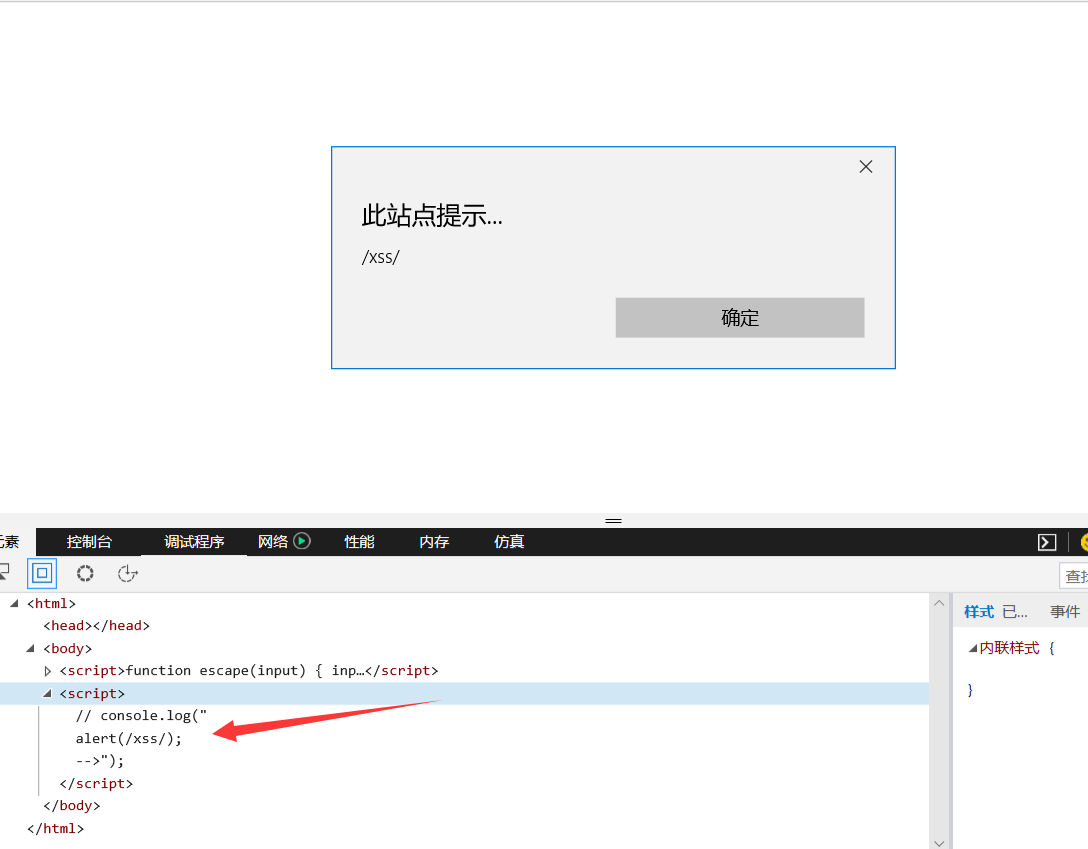 此站点提示...
/xss/
确定
元素 控制台 调试程序 网络 性能 内存 仿真
查找
<html>
<head></head>
<body>
<script>function escape(input) { inp…</script>
<script>
// console.log("
alert(/xss/);
-->");
</script>
</body>
</html>
样式 已... 事件
内联样式 {
}